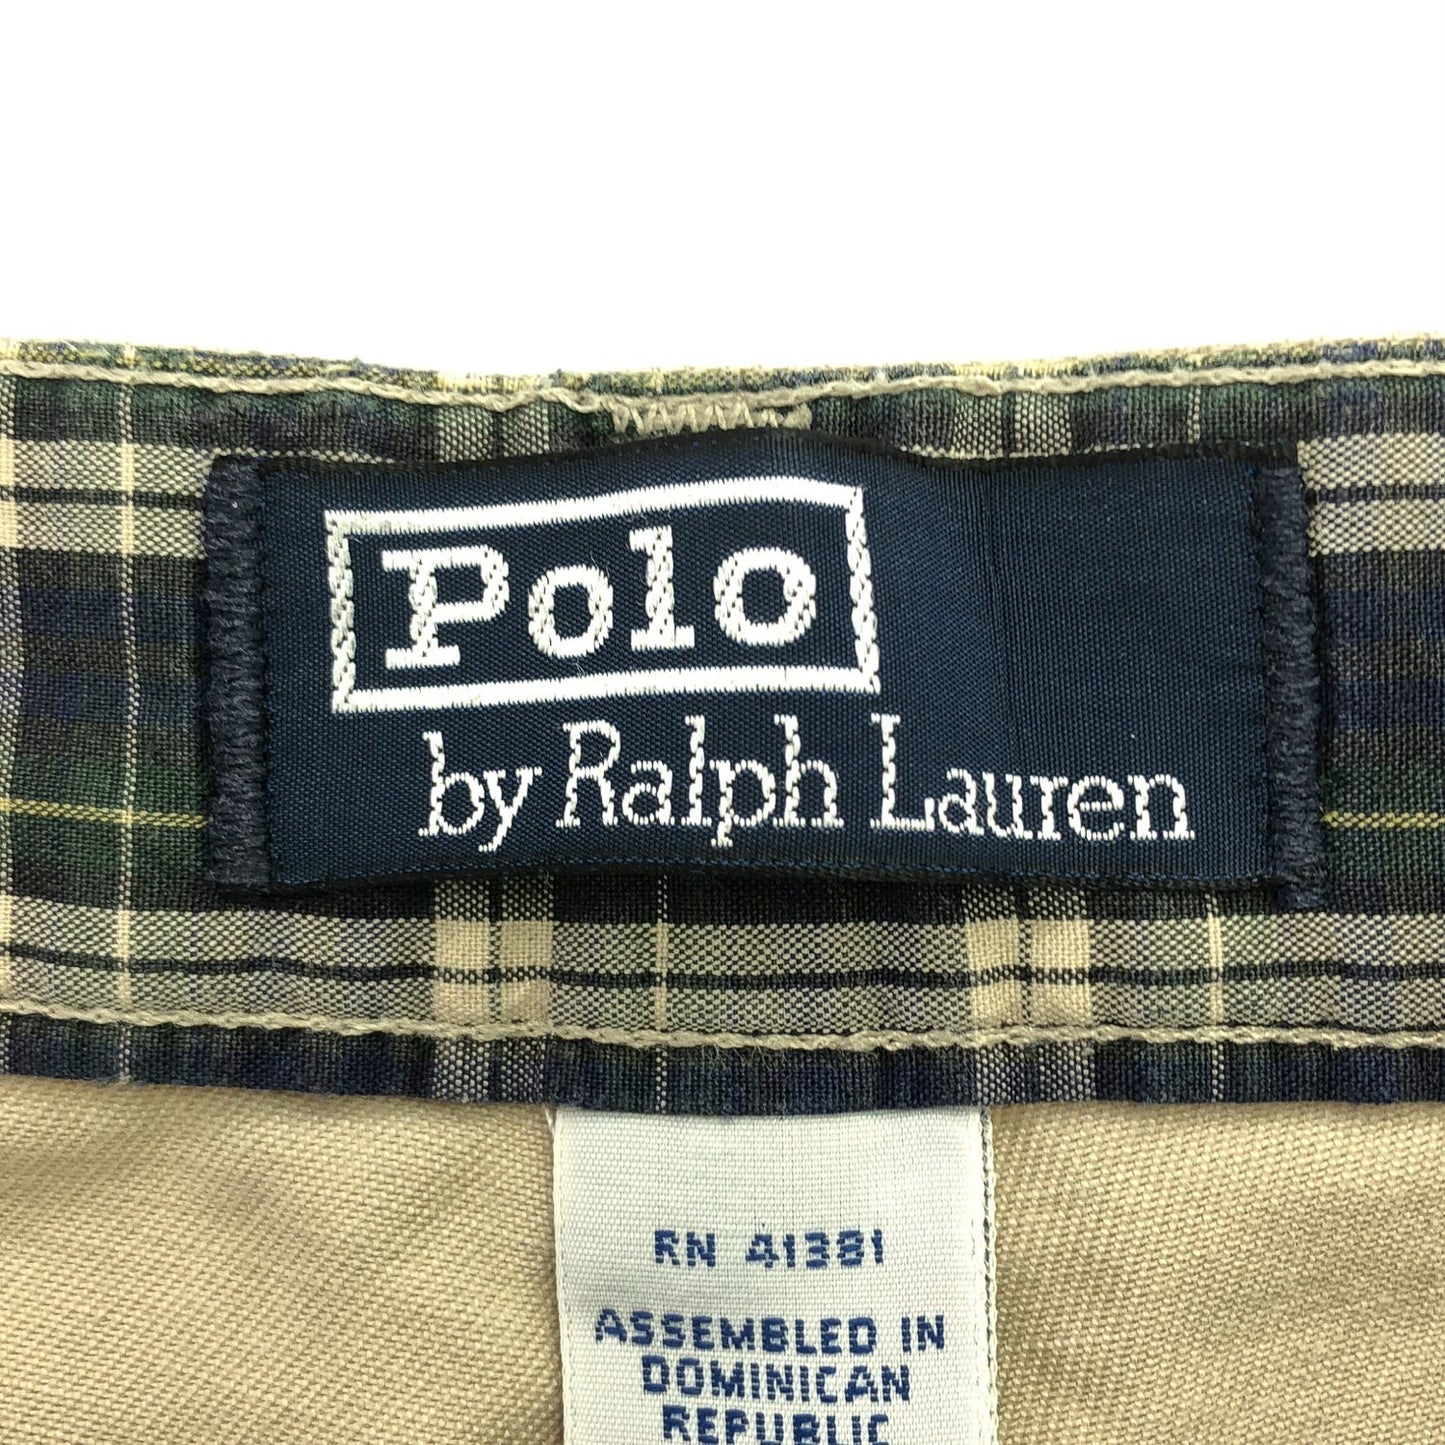 Polo
by Ralph Lauren
RN 41381
ASSEMBLED IN
DOMINICAN
REPUBLIC